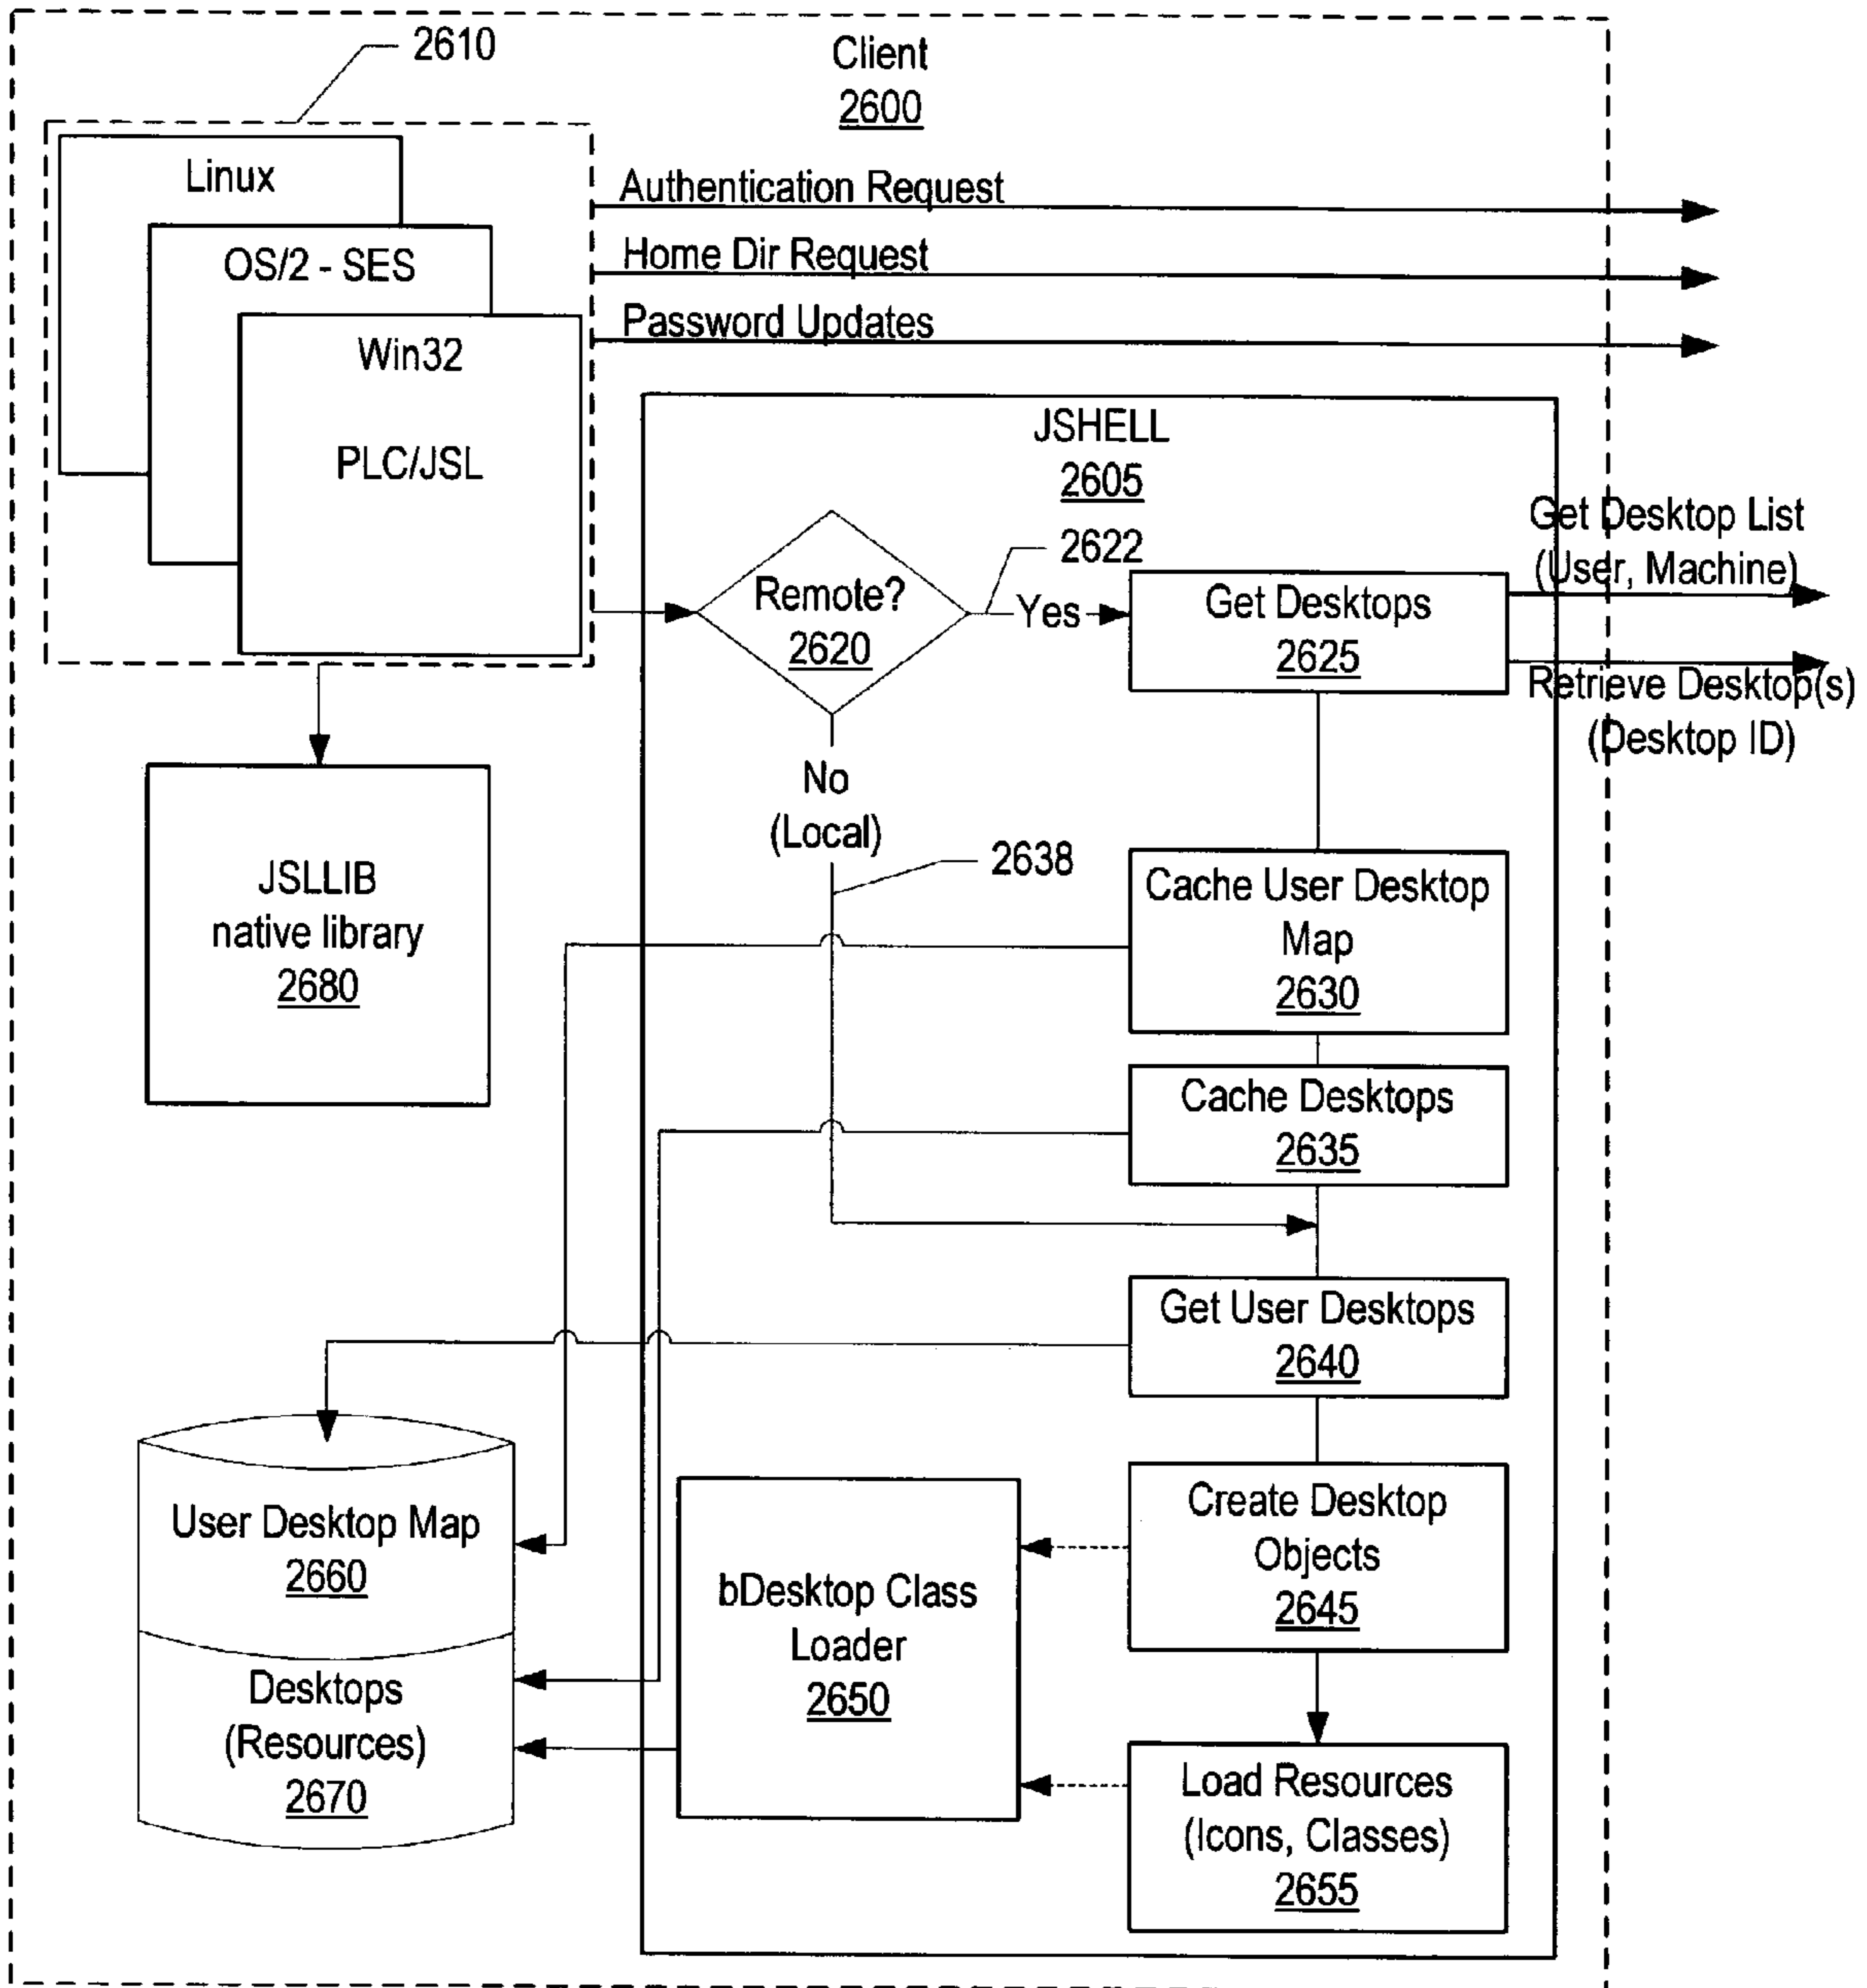 2610
Client
2600
Linux
OS/2 - SES
Win32
PLC/JSL
Authentication Request
Home Dir Request
Password Updates
JSHELL
2605
Remote?
2620
2622
Yes
Get Desktops
2625
Get Desktop List
(User, Machine)
Retrieve Desktop(s)
(Desktop ID)
No
(Local)
2638
JSLLIB
native library
2680
Cache User Desktop
Map
2630
Cache Desktops
2635
Get User Desktops
2640
User Desktop Map
2660
Desktops
(Resources)
2670
bDesktop Class
Loader
2650
Create Desktop
Objects
2645
Load Resources
(Icons, Classes)
2655